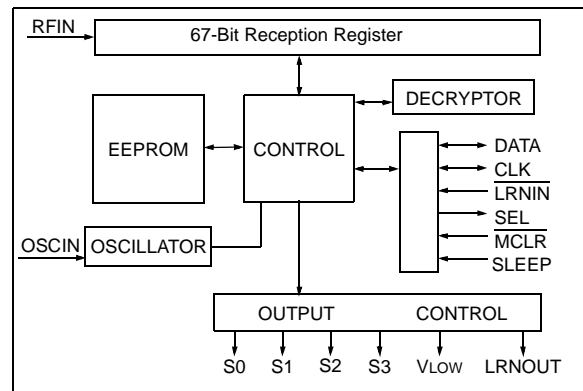 RFIN
67-Bit Reception Register
DECRYPTOR
EEPROM
CONTROL
DATA
CLK
LRNIN
SEL
MCLR
SLEEP
OSCIN
OSCILLATOR
OUTPUT CONTROL
S0 S1 S2 S3 VLOW LRNOUT